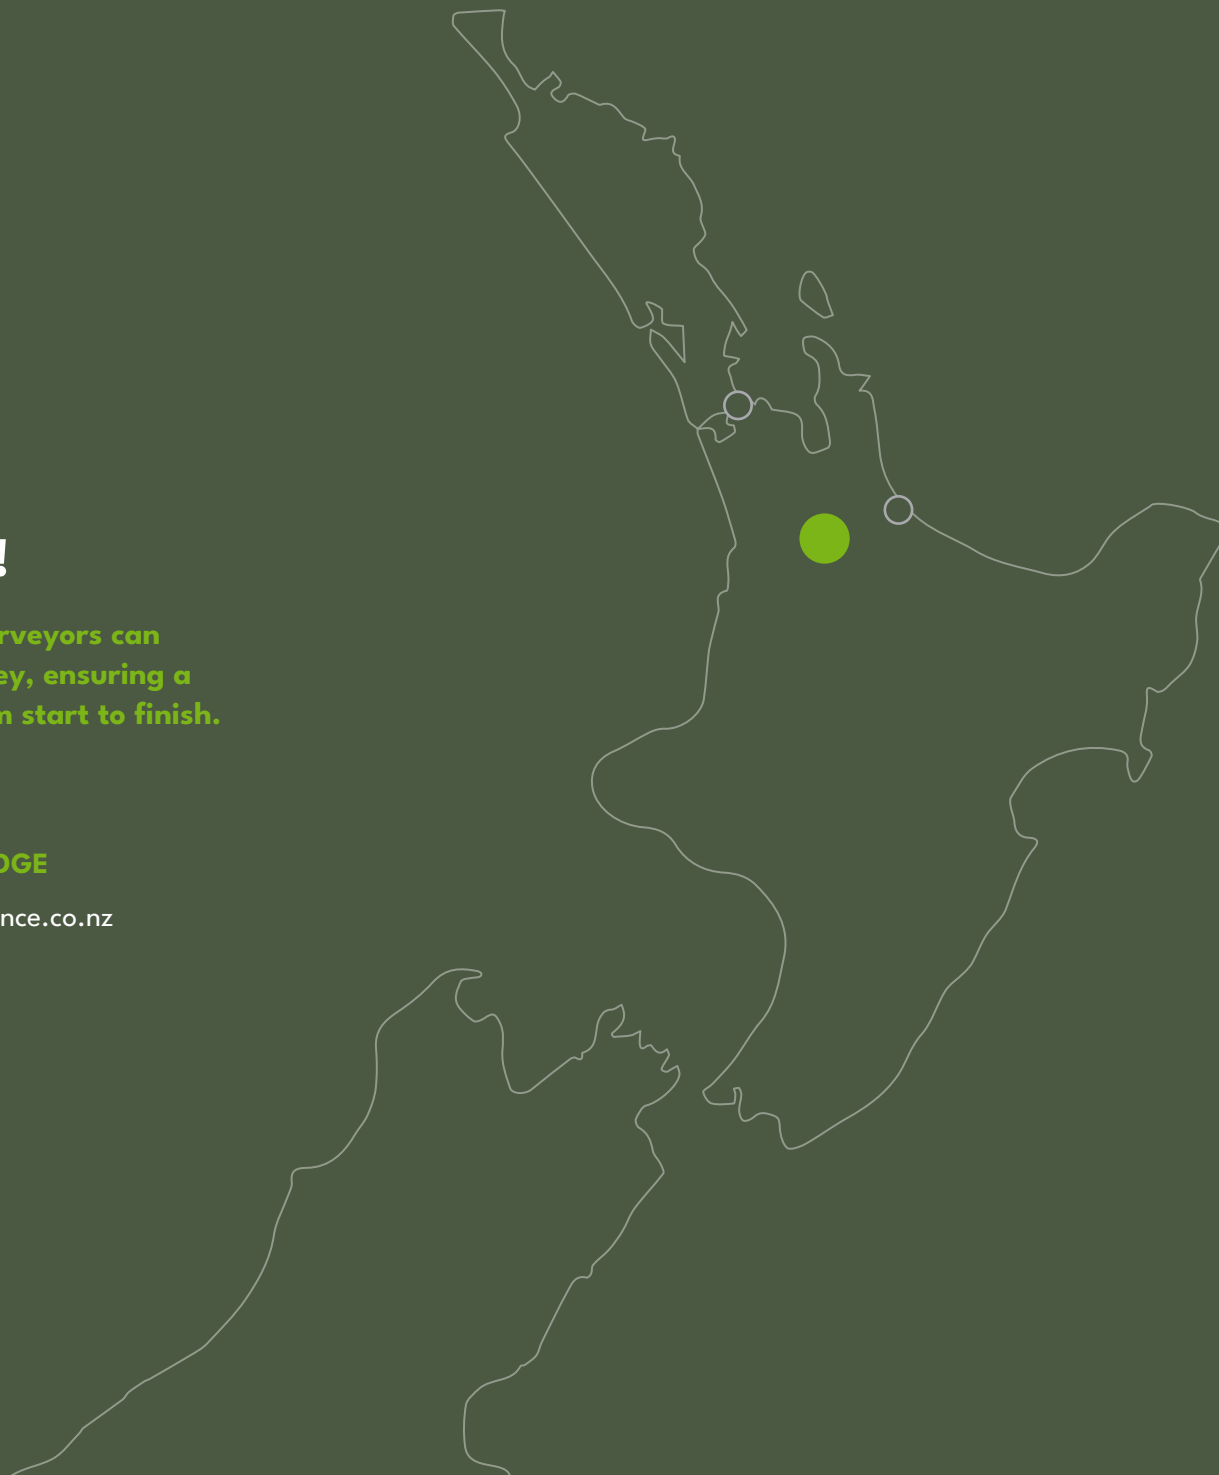 !
rveyors can
ey, ensuring a
m start to finish.
DGE
nce.co.nz